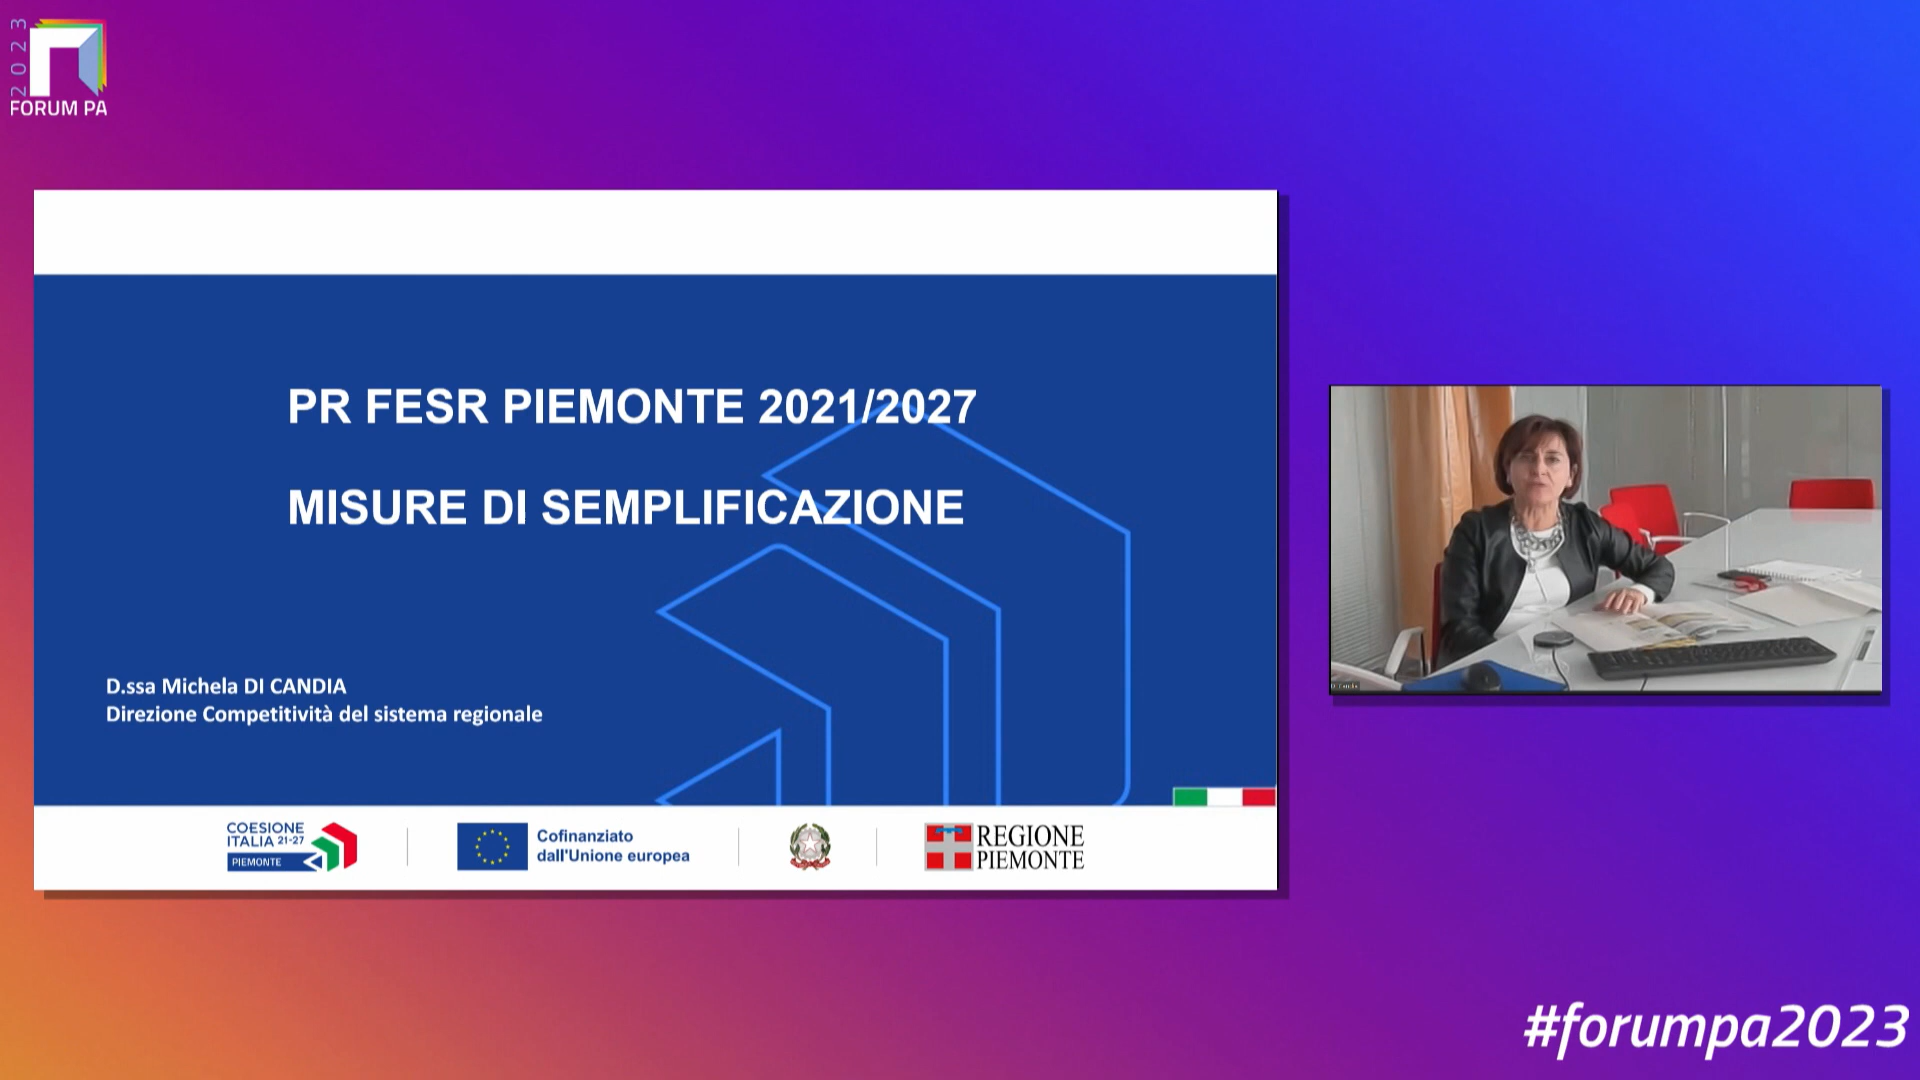 2023
FORUM PA
PR FESR PIEMONTE 2021/2027
MISURE DI SEMPLIFICAZIONE
D.ssa Michela DI CANDIA
Direzione Competitività del sistema regionale
COESIONE
ITALIA 21-27
PIEMONTE
Cofinanziato
dall'Unione europea
REGIONE
PIEMONTE
#forumpa2023